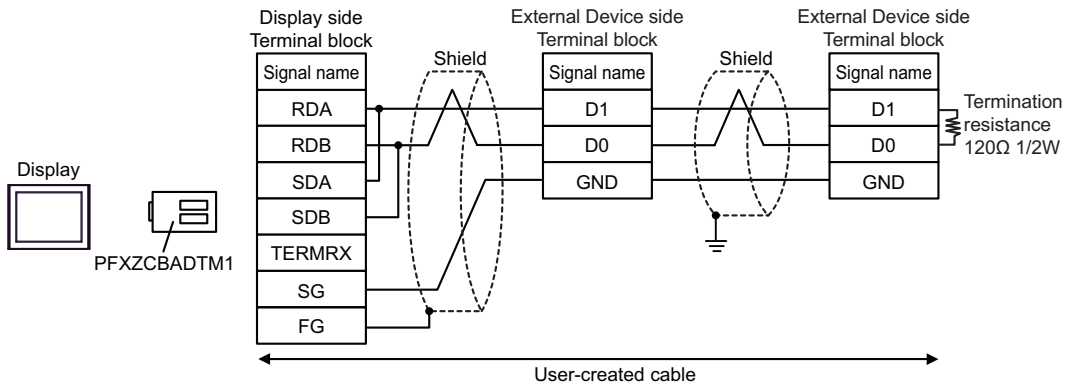 Display side
Terminal block
Signal name
RDA
RDB
SDA
SDB
TERMRX
SG
FG
Shield
External Device side
Terminal block
Signal name
D1
D0
GND
Shield
External Device side
Terminal block
Signal name
D1
D0
GND
Termination
resistance
120Ω 1/2W
Display
PFXZCBADTM1
User-created cable